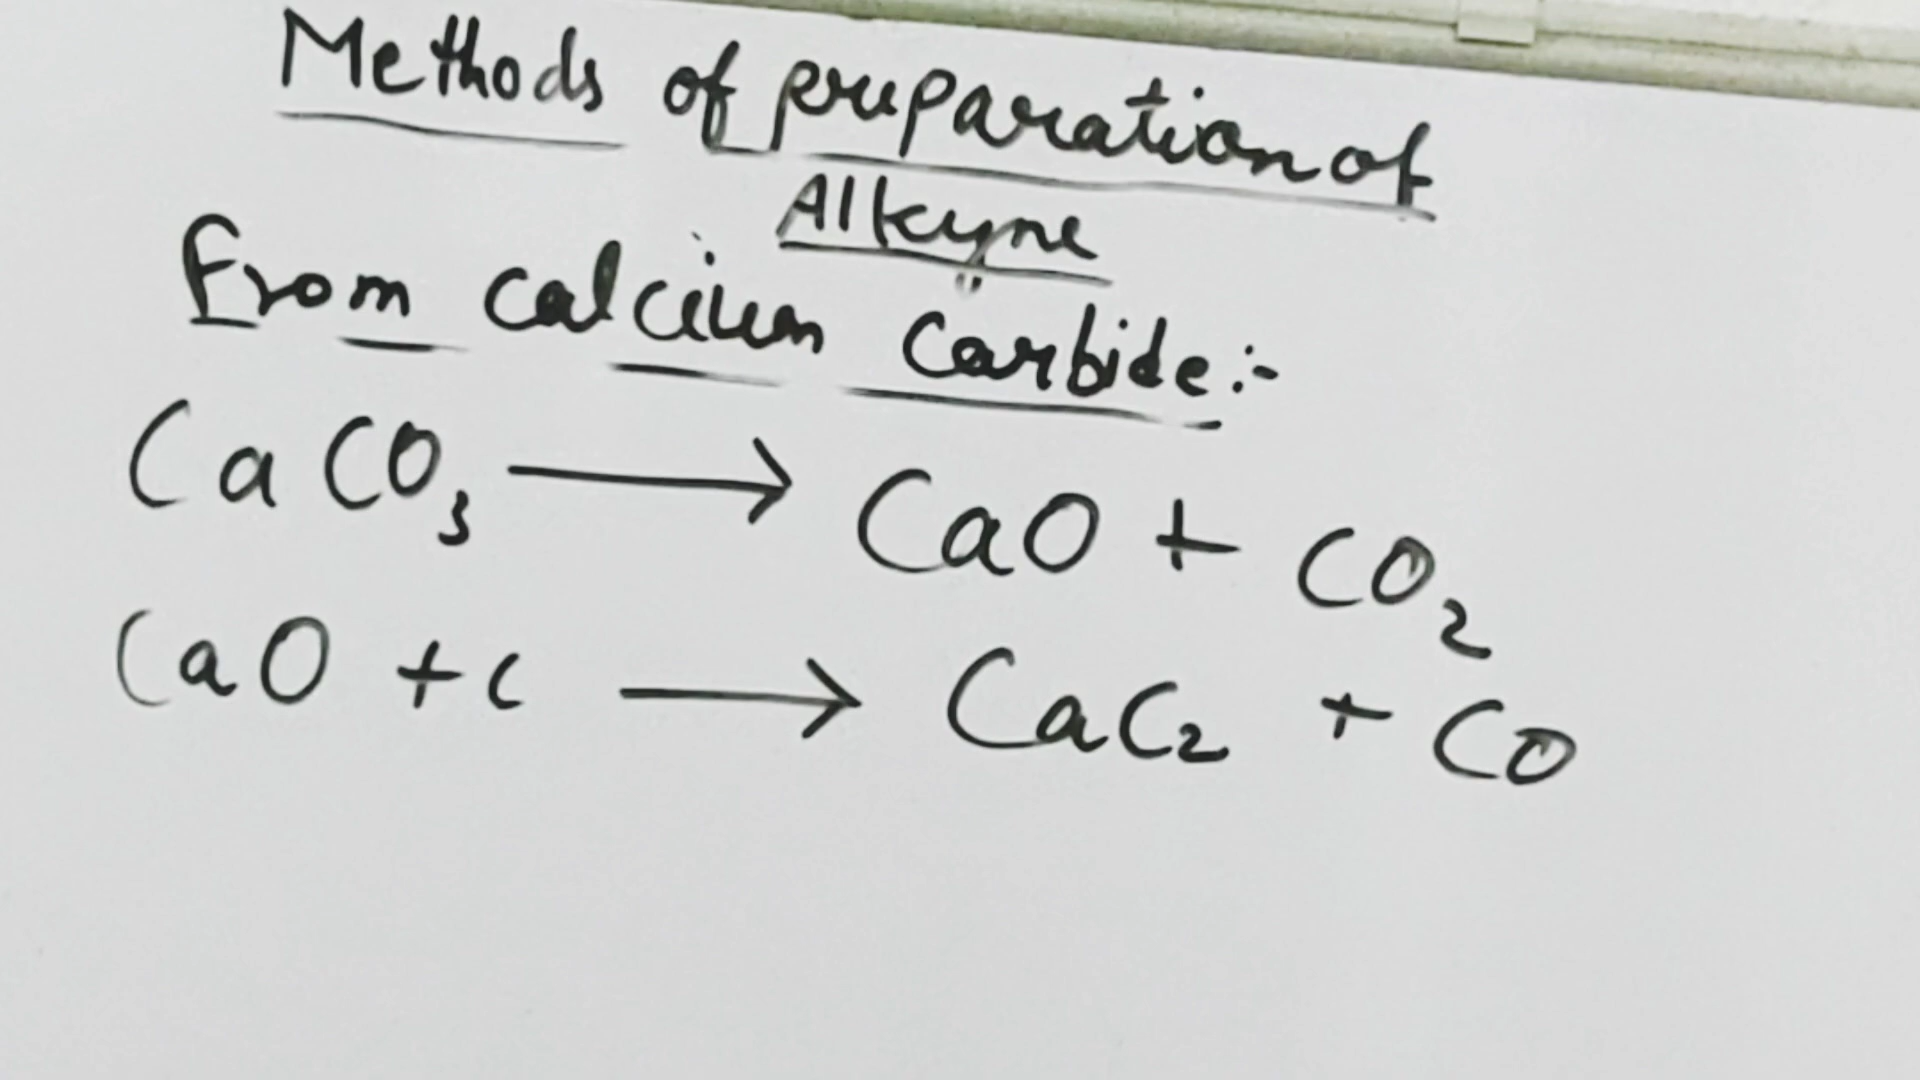 Methods of preparation of
Alkyne
From calcium carbide:-
CaCO₃ ⟶ CaO + CO₂
CaO + C ⟶ CaC₂ + CO